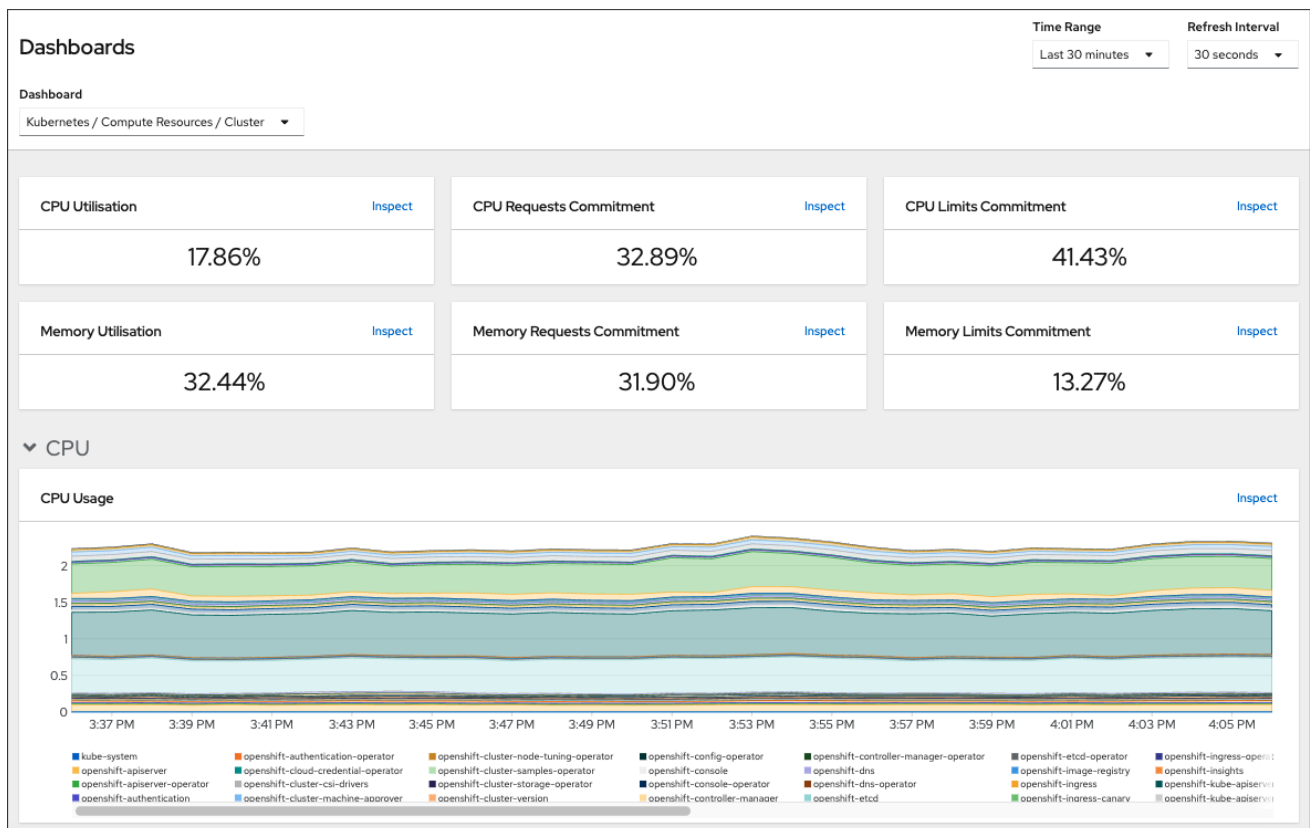 Dashboards
Time Range
Refresh Interval
Last 30 minutes
30 seconds
Dashboard
Kubernetes / Compute Resources / Cluster
CPU Utilisation Inspect
CPU Requests Commitment Inspect
CPU Limits Commitment Inspect
17.86%
32.89%
41.43%
Memory Utilisation Inspect
Memory Requests Commitment Inspect
Memory Limits Commitment Inspect
32.44%
31.90%
13.27%
CPU
CPU Usage Inspect
2
1.5
1
0.5
0
3:37 PM 3:39 PM 3:41 PM 3:43 PM 3:45 PM 3:47 PM 3:49 PM 3:51 PM 3:53 PM 3:55 PM 3:57 PM 3:59 PM 4:01 PM 4:03 PM 4:05 PM
kube-system openshift-authentication-operator openshift-cluster-node-tuning-operator openshift-config-operator openshift-controller-manager-operator openshift-etcd-operator openshift-ingress-opera
openshift-apiserver openshift-cloud-credential-operator openshift-cluster-samples-operator openshift-console openshift-dns openshift-image-registry openshift-insights
openshift-apiserver-operator openshift-cluster-csi-drivers openshift-cluster-storage-operator openshift-console-operator openshift-dns-operator openshift-ingress openshift-kube-apiserve
openshift-authentication openshift-cluster-machine-approver openshift-cluster-version openshift-controller-manager openshift-etcd openshift-ingress-canary openshift-kube-apiserve